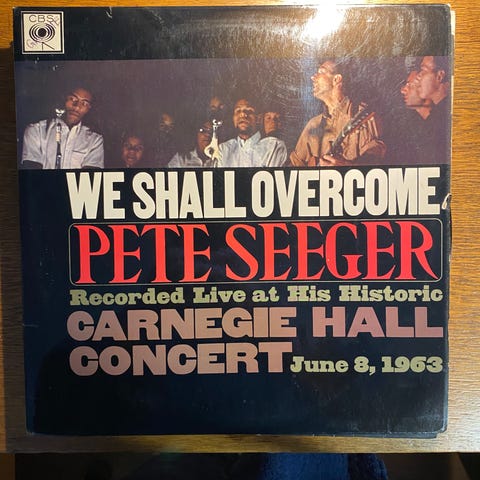 CBS
WE SHALL OVERCOME
PETE SEEGER
Recorded Live at His Historic
CARNEGIE HALL
CONCERT June 8, 1963